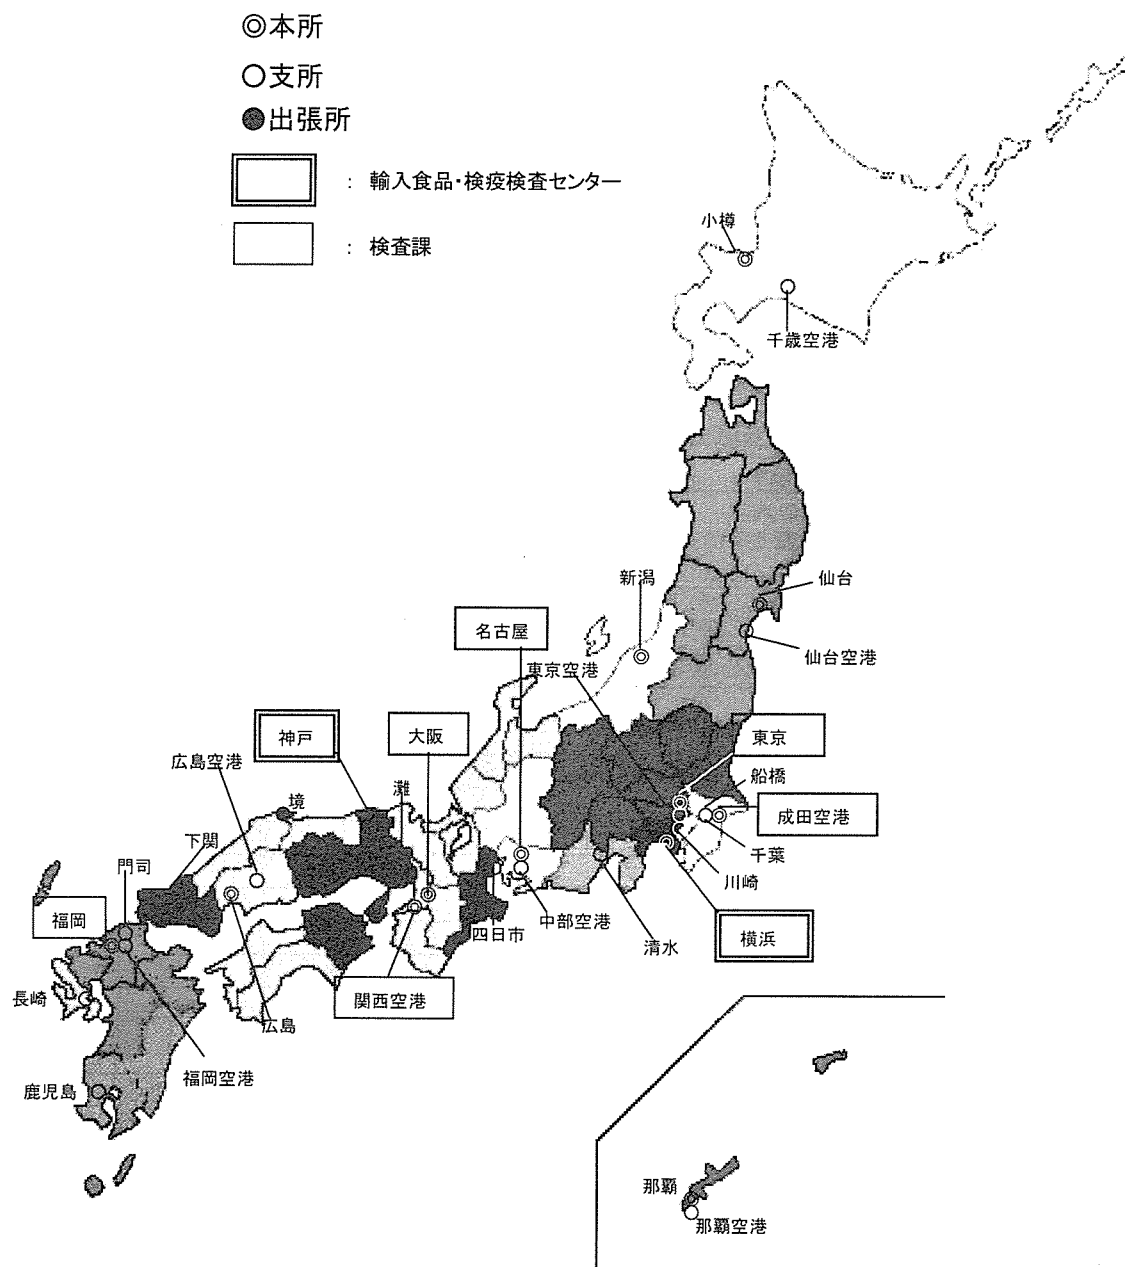 ◎本所
○支所
●出張所
： 輸入食品・検疫検査センター
： 検査課
小樽
千歳空港
新潟
仙台
名古屋
仙台空港
東京空港
神戸
大阪
東京
広島空港
船橋
境
灘
成田空港
下関
千葉
門司
川崎
福岡
中部空港
四日市
清水
横浜
長崎
関西空港
広島
福岡空港
鹿児島
那覇
那覇空港